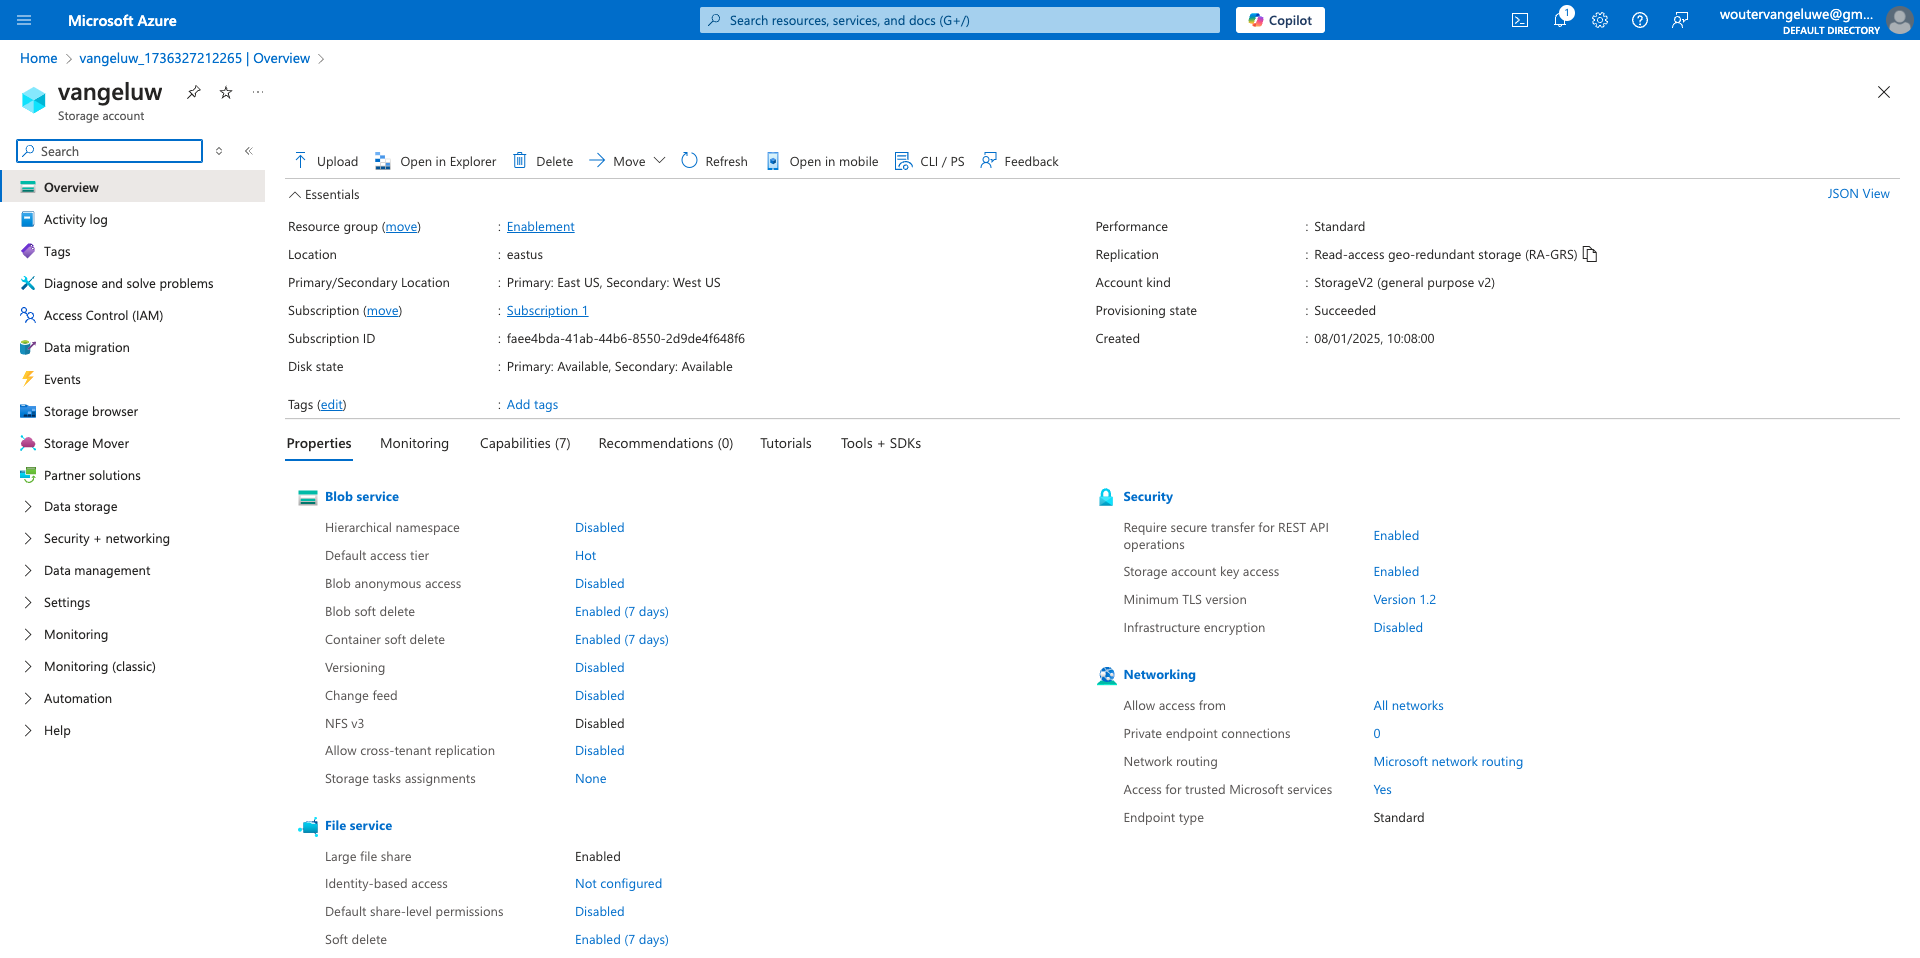 Microsoft Azure
Search resources, services, and docs (G+/)
Copilot
1
woutervangeluwe@gm...
DEFAULT DIRECTORY
Home > vangeluw_1736327212265 | Overview >
vangeluw
Storage account
Search
Overview
Activity log
Tags
Diagnose and solve problems
Access Control (IAM)
Data migration
Events
Storage browser
Storage Mover
Partner solutions
Data storage
Security + networking
Data management
Settings
Monitoring
Monitoring (classic)
Automation
Help
Upload Open in Explorer Delete Move Refresh Open in mobile CLI / PS Feedback
Essentials
JSON View
Resource group (move) : Enablement
Location : eastus
Primary/Secondary Location : Primary: East US, Secondary: West US
Subscription (move) : Subscription 1
Subscription ID : faee4bda-41ab-44b6-8550-2d9de4f648f6
Disk state : Primary: Available, Secondary: Available
Tags (edit) : Add tags
Performance : Standard
Replication : Read-access geo-redundant storage (RA-GRS)
Account kind : StorageV2 (general purpose v2)
Provisioning state : Succeeded
Created : 08/01/2025, 10:08:00
Properties Monitoring Capabilities (7) Recommendations (0) Tutorials Tools + SDKs
Blob service
Hierarchical namespace Disabled
Default access tier Hot
Blob anonymous access Disabled
Blob soft delete Enabled (7 days)
Container soft delete Enabled (7 days)
Versioning Disabled
Change feed Disabled
NFS v3 Disabled
Allow cross-tenant replication Disabled
Storage tasks assignments None
File service
Large file share Enabled
Identity-based access Not configured
Default share-level permissions Disabled
Soft delete Enabled (7 days)
Security
Require secure transfer for REST API
operations Enabled
Storage account key access Enabled
Minimum TLS version Version 1.2
Infrastructure encryption Disabled
Networking
Allow access from All networks
Private endpoint connections 0
Network routing Microsoft network routing
Access for trusted Microsoft services Yes
Endpoint type Standard